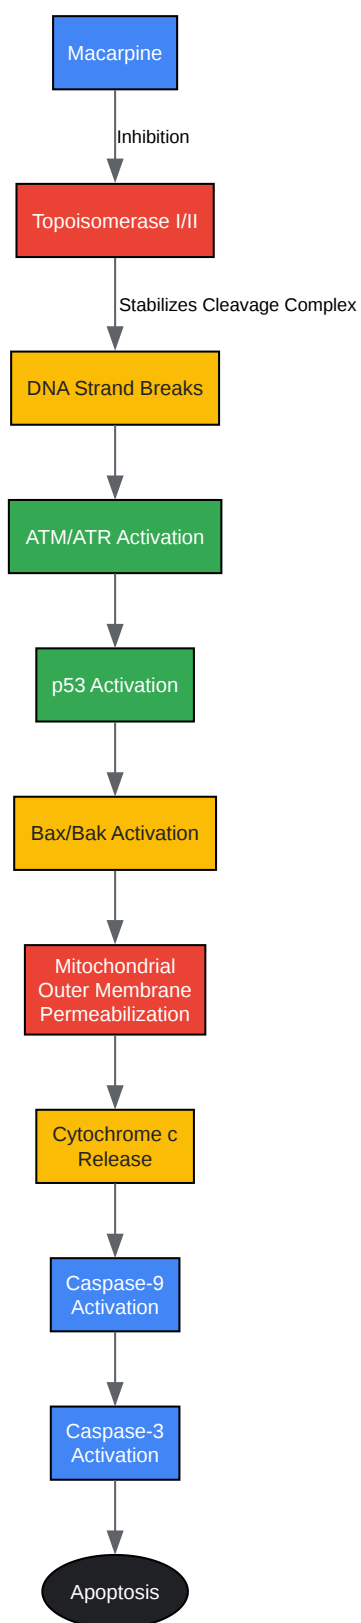 Macarpine
Inhibition
Topoisomerase I/II
Stabilizes Cleavage Complex
DNA Strand Breaks
ATM/ATR Activation
p53 Activation
Bax/Bak Activation
Mitochondrial
Outer Membrane
Permeabilization
Cytochrome c
Release
Caspase-9
Activation
Caspase-3
Activation
Apoptosis